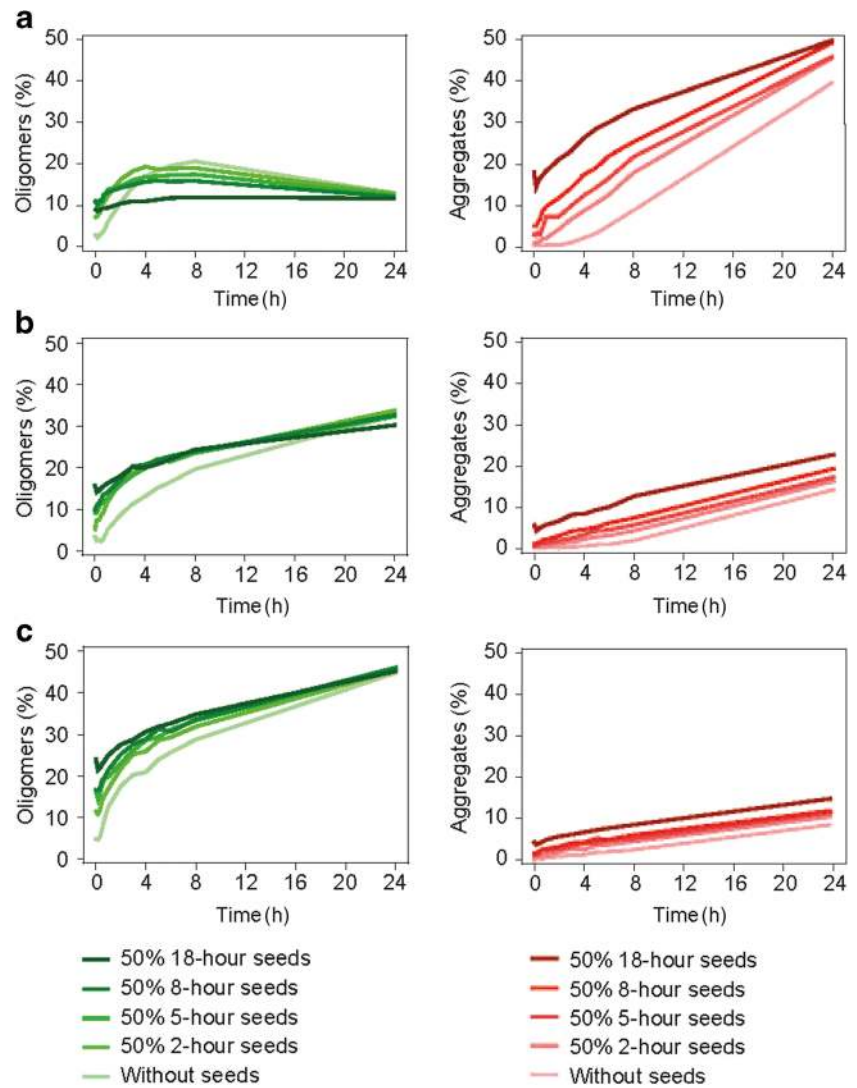 a
Oligomers (%)
50
40
30
20
10
0
0 4 8 12 16 20 24
Time (h)
Aggregates (%)
50
40
30
20
10
0
0 4 8 12 16 20 24
Time (h)
b
Oligomers (%)
50
40
30
20
10
0
0 4 8 12 16 20 24
Time (h)
Aggregates (%)
50
40
30
20
10
0
0 4 8 12 16 20 24
Time (h)
c
Oligomers (%)
50
40
30
20
10
0
0 4 8 12 16 20 24
Time (h)
Aggregates (%)
50
40
30
20
10
0
0 4 8 12 16 20 24
Time (h)
50% 18-hour seeds
50% 8-hour seeds
50% 5-hour seeds
50% 2-hour seeds
Without seeds
50% 18-hour seeds
50% 8-hour seeds
50% 5-hour seeds
50% 2-hour seeds
Without seeds